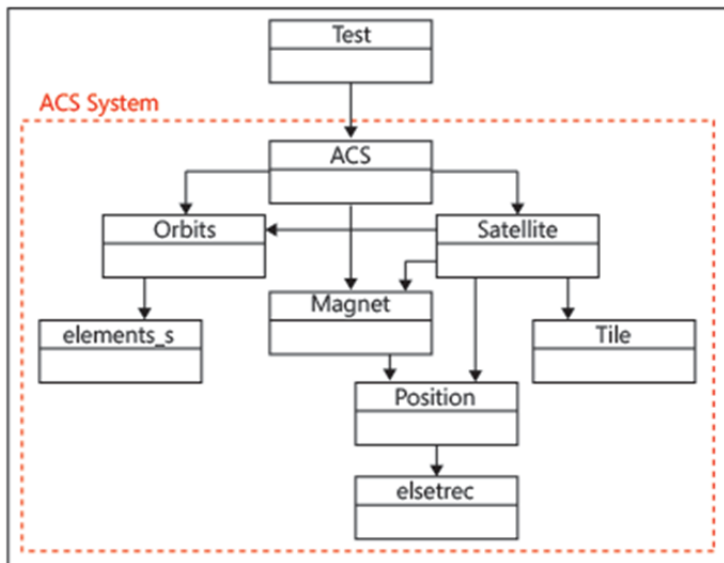 Test
ACS System
ACS
Orbits
Satellite
Magnet
elements_s
Tile
Position
elsetrec